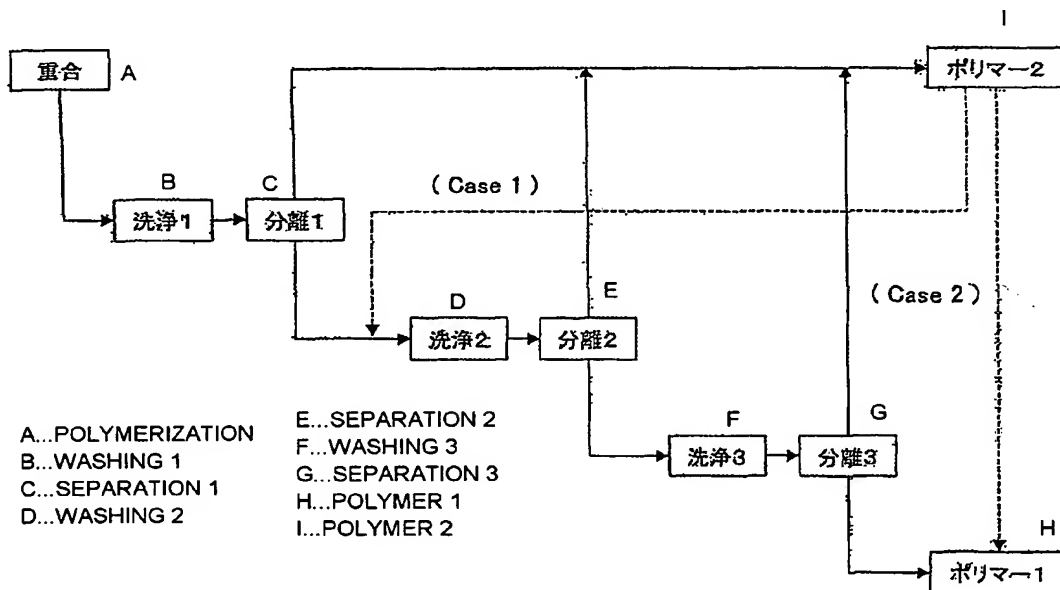 I
重合
A
ポリマー2
B
C
(Case 1)
洗浄1
分離1
E
(Case 2)
D
洗浄2
分離2
G
F
洗浄3
分離3
H
ポリマー1
A...POLYMERIZATION
B...WASHING 1
C...SEPARATION 1
D...WASHING 2
E...SEPARATION 2
F...WASHING 3
G...SEPARATION 3
H...POLYMER 1
I...POLYMER 2